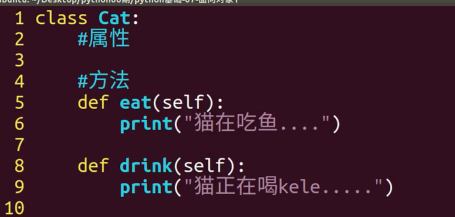 1 class Cat:
2     #属性
3
4     #方法
5     def eat(self):
6         print("猫在吃鱼....")
7
8     def drink(self):
9         print("猫正在喝kele.....")
10